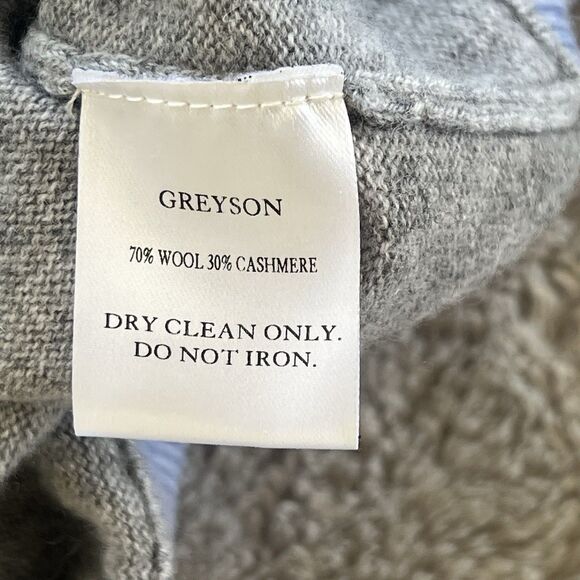 GREYSON
70% WOOL 30% CASHMERE
DRY CLEAN ONLY.
DO NOT IRON.